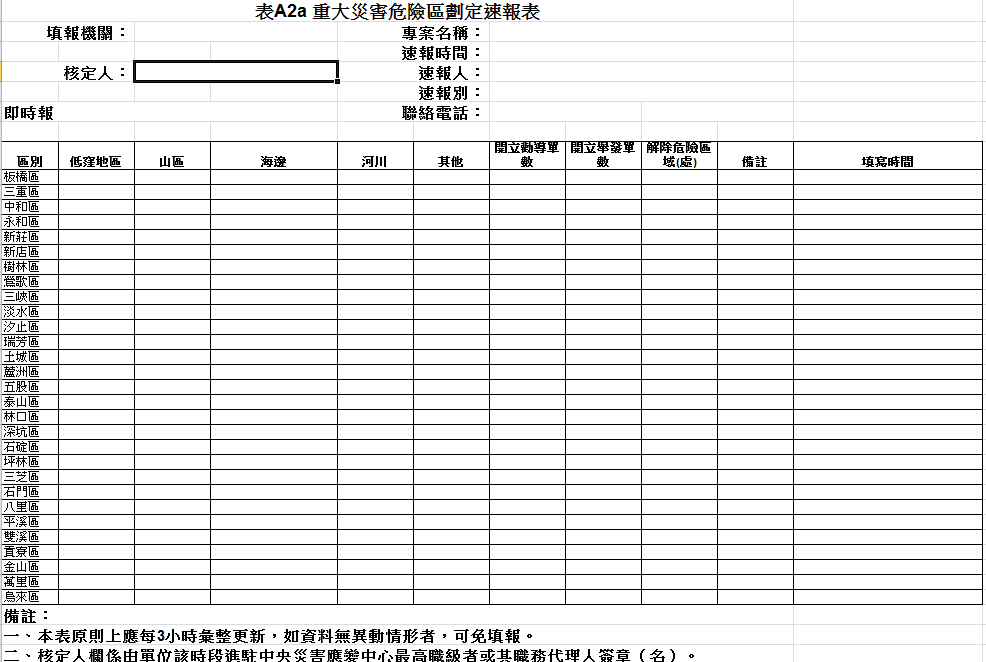 表A2a 重大災害危險區劃定速報表
填報機關： 專案名稱：
速報時間：
核定人： 速報人：
速報別：
即時報 聯絡電話：
區別 低窪地區 山區 海邊 河川 其他 開立勸導單數 開立舉發單數 解除危險區域(處) 備註 填寫時間
板橋區
三重區
中和區
永和區
新莊區
新店區
樹林區
鶯歌區
三峽區
淡水區
汐止區
瑞芳區
土城區
蘆洲區
五股區
泰山區
林口區
深坑區
石碇區
坪林區
三芝區
石門區
八里區
平溪區
雙溪區
貢寮區
金山區
萬里區
烏來區
備註：
一、本表原則上應每3小時彙整更新，如資料無異動情形者，可免填報。
二、核定人欄係由單位該時段進駐中央災害應變中心最高職級者或其職務代理人簽章（名）。